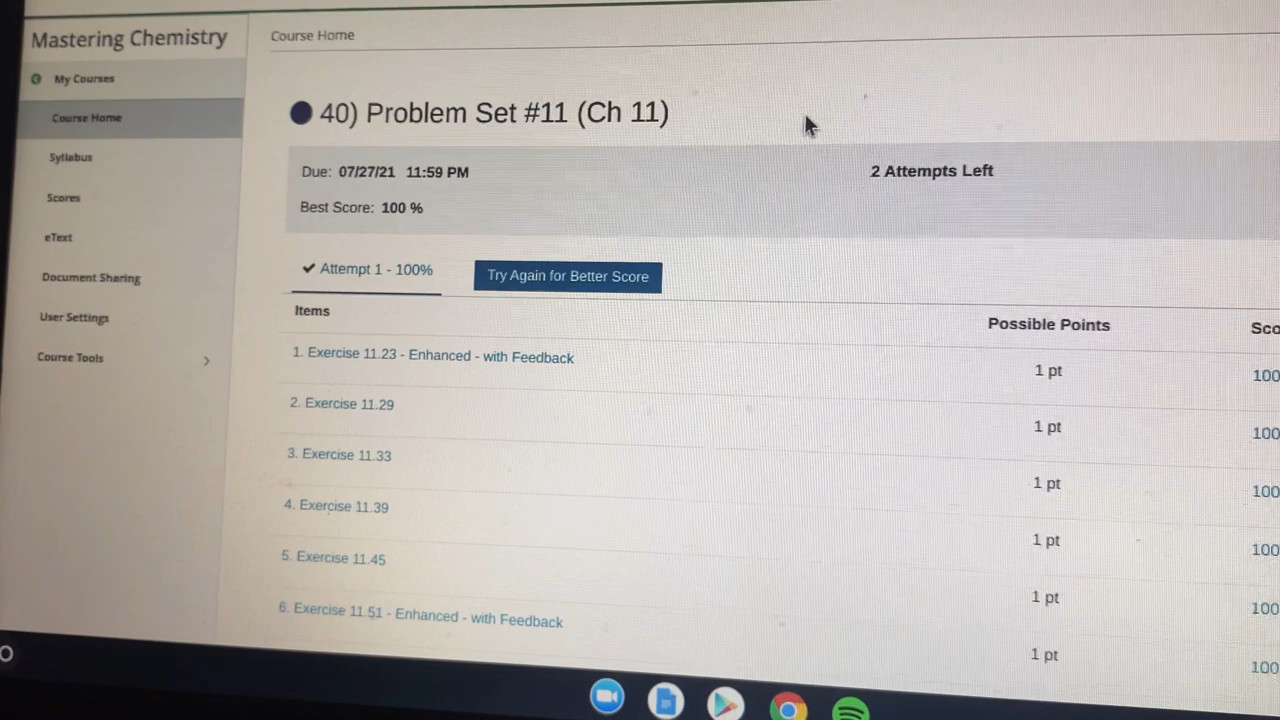 Mastering Chemistry
Course Home
My Courses
Course Home
Syllabus
Scores
eText
Document Sharing
User Settings
Course Tools
40) Problem Set #11 (Ch 11)
Due: 07/27/21 11:59 PM
2 Attempts Left
Best Score: 100 %
Attempt 1 - 100%
Try Again for Better Score
Items
Possible Points
Sco
1. Exercise 11.23 - Enhanced - with Feedback
1 pt
100
2. Exercise 11.29
1 pt
100
3. Exercise 11.33
1 pt
100
4. Exercise 11.39
1 pt
100
5. Exercise 11.45
1 pt
100
6. Exercise 11.51 - Enhanced - with Feedback
1 pt
100